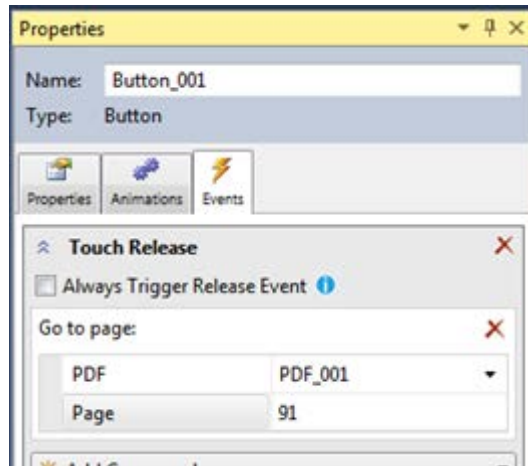 Properties
Name: Button_001
Type: Button
Properties Animations Events
Touch Release
Always Trigger Release Event
Go to page:
PDF PDF_001
Page 91